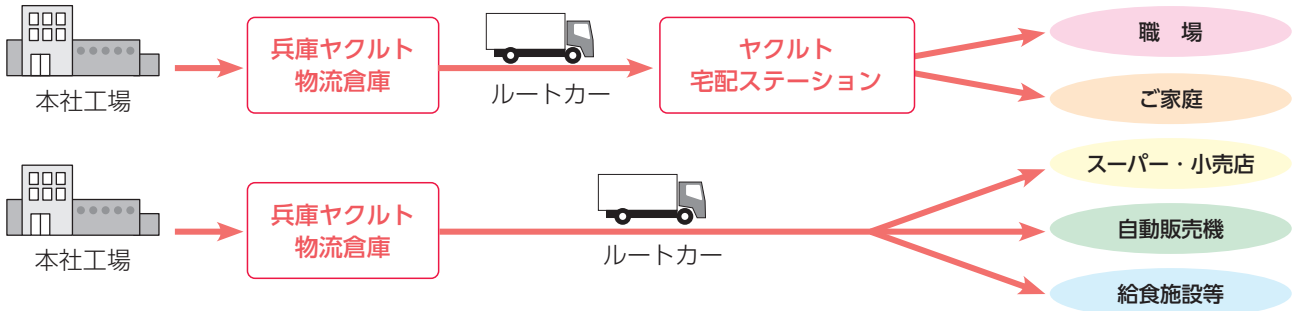 本社工場
兵庫ヤクルト
物流倉庫
ルートカー
ヤクルト
宅配ステーション
職　場
ご家庭
本社工場
兵庫ヤクルト
物流倉庫
ルートカー
スーパー・小売店
自動販売機
給食施設等